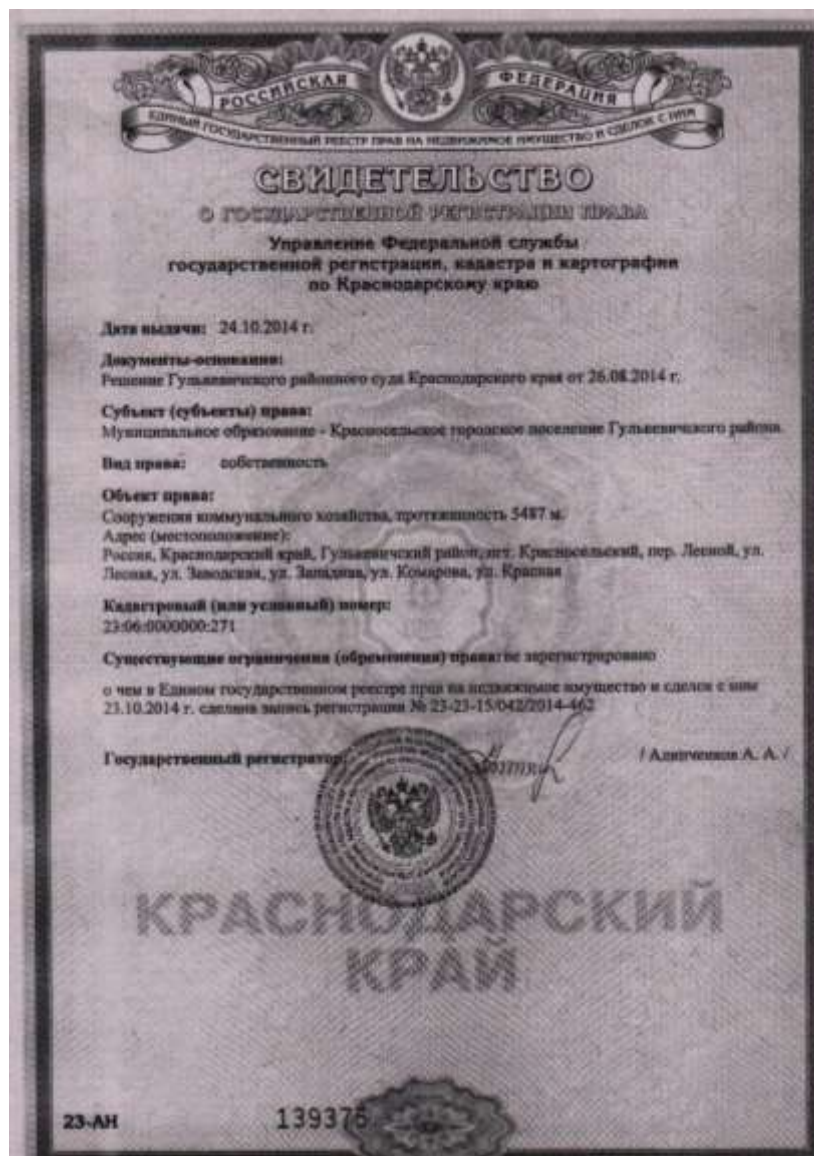 РОССИЙСКАЯ ФЕДЕРАЦИЯ
ЕДИНЫЙ ГОСУДАРСТВЕННЫЙ РЕЕСТР ПРАВ НА НЕДВИЖИМОЕ ИМУЩЕСТВО И СДЕЛОК С НИМ
СВИДЕТЕЛЬСТВО
О ГОСУДАРСТВЕННОЙ РЕГИСТРАЦИИ ПРАВА
Управление Федеральной службы
государственной регистрации, кадастра и картографии
по Краснодарскому краю
Дата выдачи: 24.10.2014 г.
Документы-основания:
Решение Гулькевичского районного суда Краснодарского края от 26.08.2014 г.
Субъект (субъекты) права:
Муниципальное образование - Красносельское городское поселение Гулькевичского района.
Вид права: собственность
Объект права:
Сооружения коммунального хозяйства, протяженность 5487 м.
Адрес (местоположение):
Россия, Краснодарский край, Гулькевичский район, пгт. Красносельский, пер. Лесной, ул.
Лесная, ул. Заводская, ул. Западная, ул. Комарова, ул. Красная
Кадастровый (или условный) номер:
23:06:0000000:271
Существующие ограничения (обременения) права: не зарегистрировано
о чем в Едином государственном реестре прав на недвижимое имущество и сделок с ним
23.10.2014 г. сделана запись регистрации № 23-23-15/042/2014-462
Государственный регистратор: / А. А. /
КРАСНОДАРСКИЙ
КРАЙ
23-АН 139375